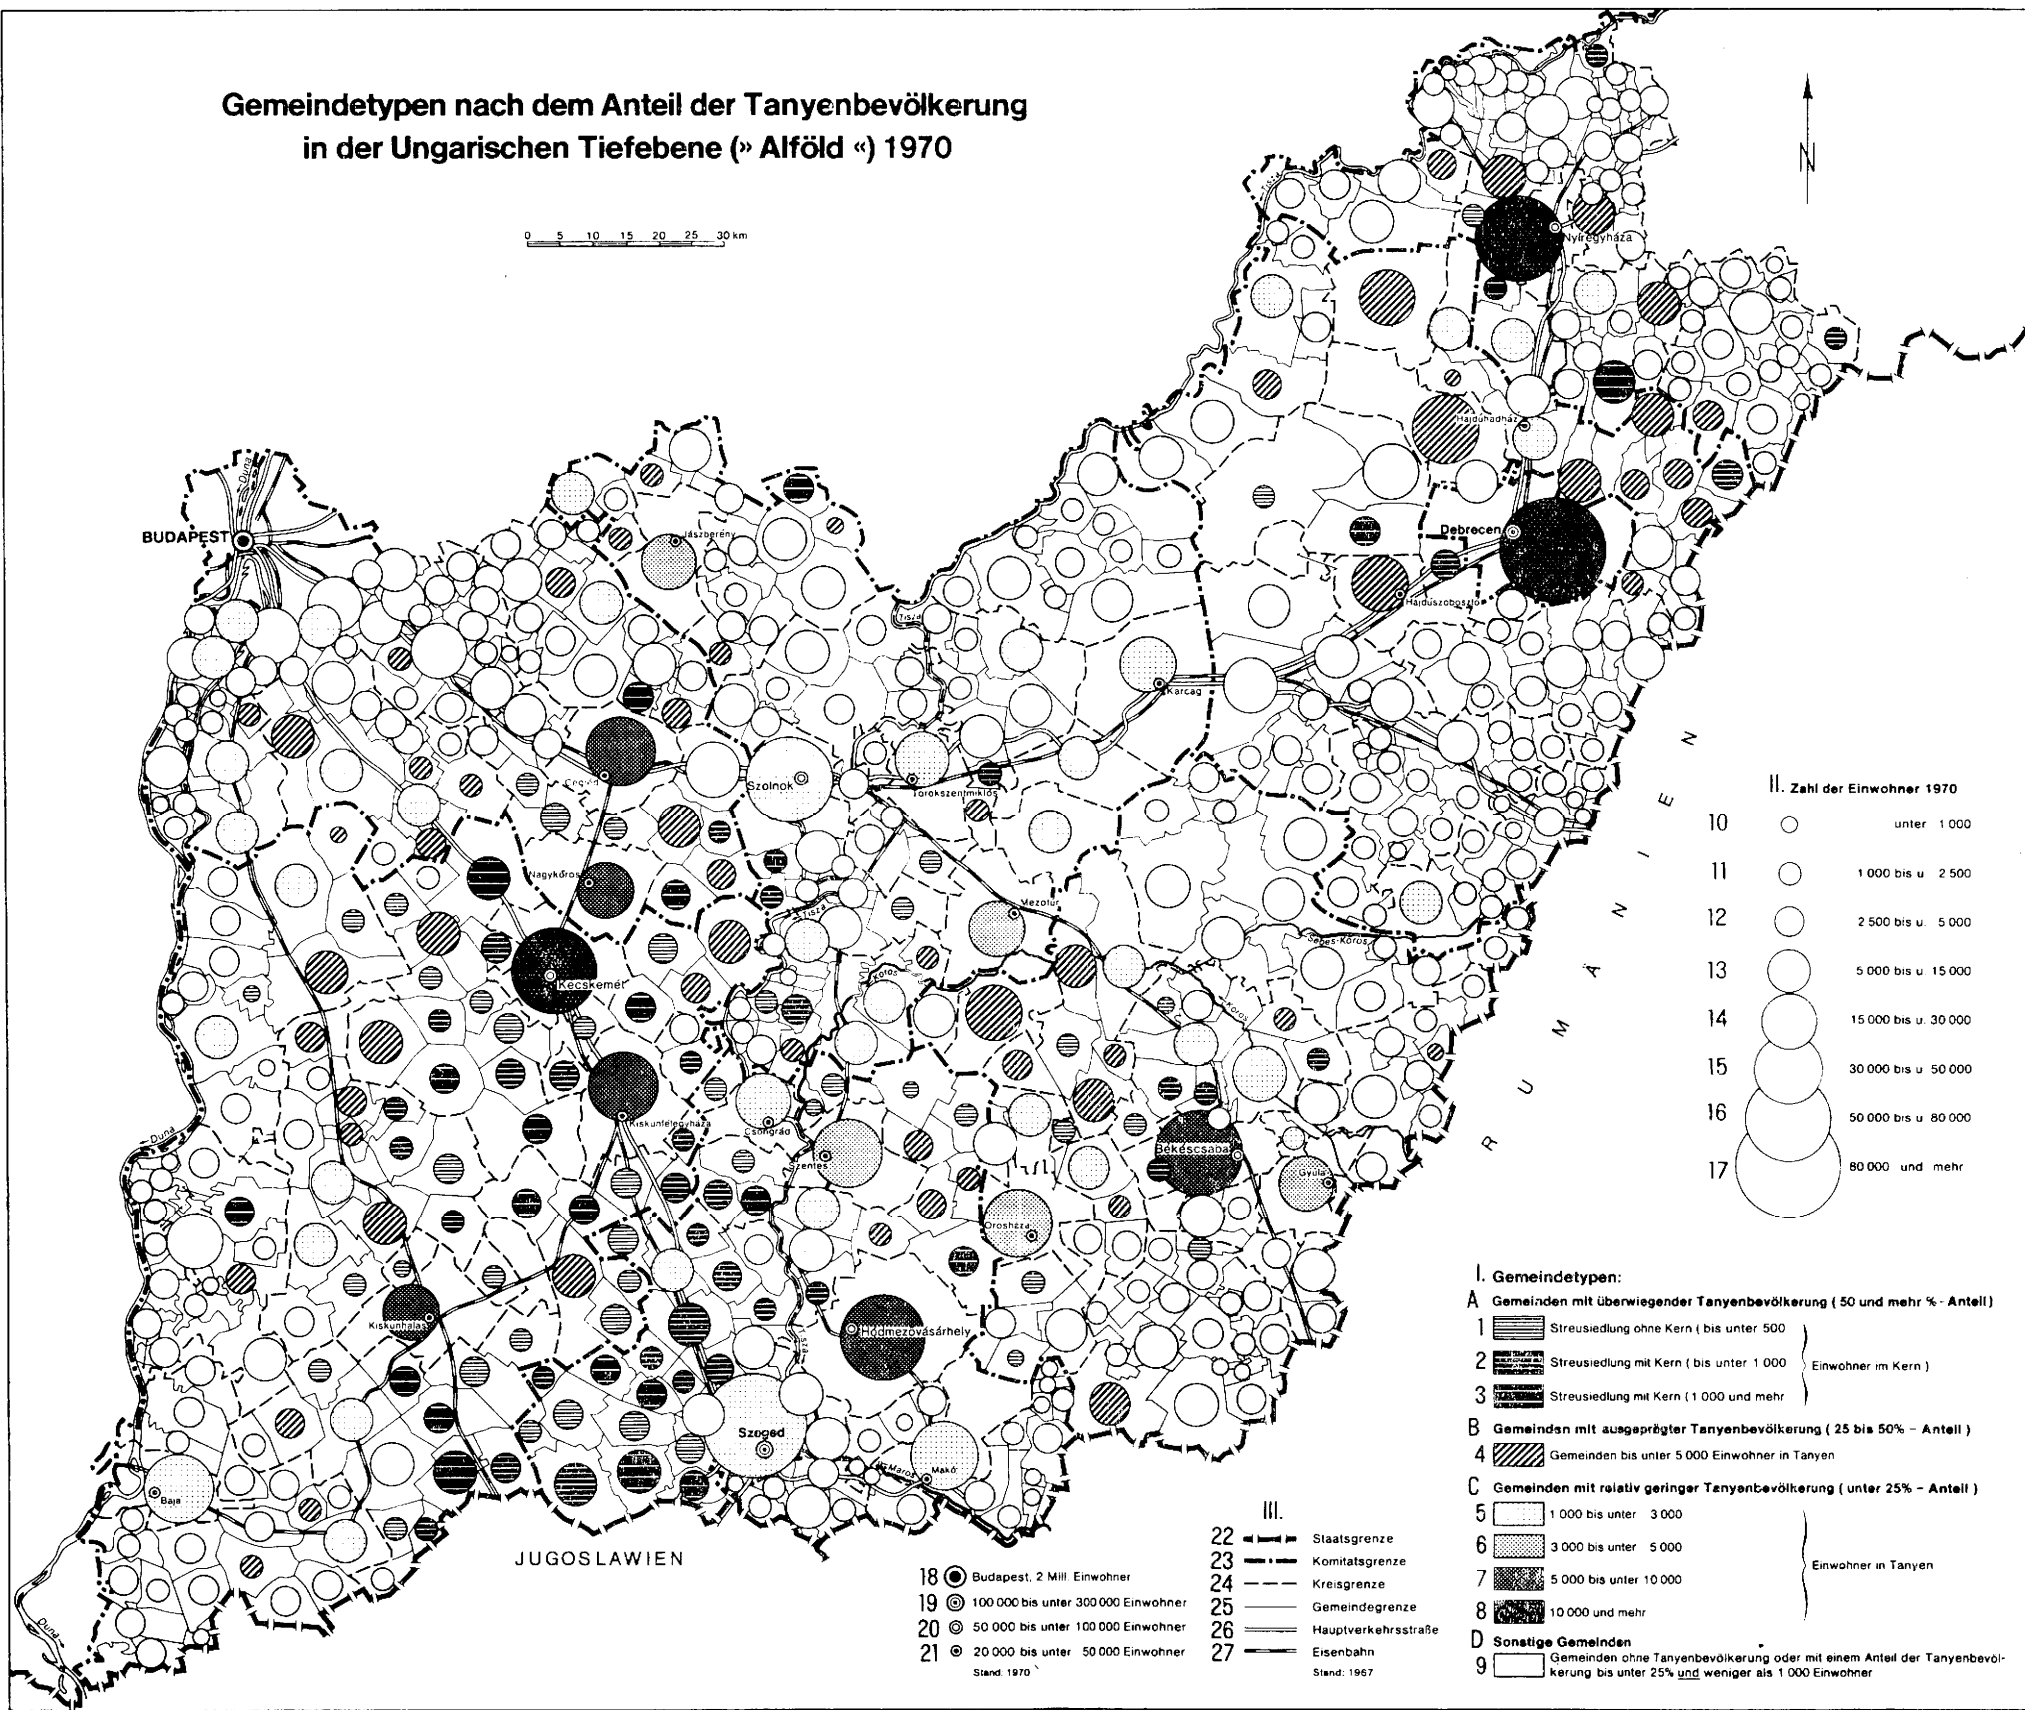 Gemeindetypen nach dem Anteil der Tanyenbevölkerung
in der Ungarischen Tiefebene (» Alföld «) 1970
0 5 10 15 20 25 30 km
N
Tisza
Nyíregyháza
Hajdúhadház
Duna
BUDAPEST
Jászberény
Debrecen
Hajdúszoboszló
Tisza
Karcag
Cegléd
Szolnok
Törökszentmiklós
Nagykőrös
Mezőtúr
Tisza
Sebes-Körös
Kecskemét
Körös
Körös
Kiskunfélegyháza
Csongrád
Duna
Szentes
Békéscsaba
Gyula
Orosháza
Kiskunhalas
Hódmezővásárhely
Tisza
Szeged
Maros
Makó
Baja
Duna
JUGOSLAWIEN
RUMÄNIEN
II. Zahl der Einwohner 1970
10 unter 1 000
11 1 000 bis u 2 500
12 2 500 bis u. 5 000
13 5 000 bis u 15 000
14 15 000 bis u. 30 000
15 30 000 bis u 50 000
16 50 000 bis u 80 000
17 80 000 und mehr
I. Gemeindetypen:
A Gemeinden mit überwiegender Tanyenbevölkerung ( 50 und mehr % - Anteil )
1 Streusiedlung ohne Kern ( bis unter 500
2 Streusiedlung mit Kern ( bis unter 1 000 Einwohner im Kern )
3 Streusiedlung mit Kern ( 1 000 und mehr
B Gemeinden mit ausgeprägter Tanyenbevölkerung ( 25 bis 50% - Anteil )
4 Gemeinden bis unter 5 000 Einwohner in Tanyen
C Gemeinden mit relativ geringer Tanyenbevölkerung ( unter 25% - Anteil )
5 1 000 bis unter 3 000
6 3 000 bis unter 5 000
Einwohner in Tanyen
7 5 000 bis unter 10 000
8 10 000 und mehr
D Sonstige Gemeinden
9 Gemeinden ohne Tanyenbevölkerung oder mit einem Anteil der Tanyenbevöl-
kerung bis unter 25% und weniger als 1 000 Einwohner
18 Budapest, 2 Mill. Einwohner
19 100 000 bis unter 300 000 Einwohner
20 50 000 bis unter 100 000 Einwohner
21 20 000 bis unter 50 000 Einwohner
Stand: 1970
III.
22 Staatsgrenze
23 Komitatsgrenze
24 Kreisgrenze
25 Gemeindegrenze
26 Hauptverkehrsstraße
27 Eisenbahn
Stand: 1967